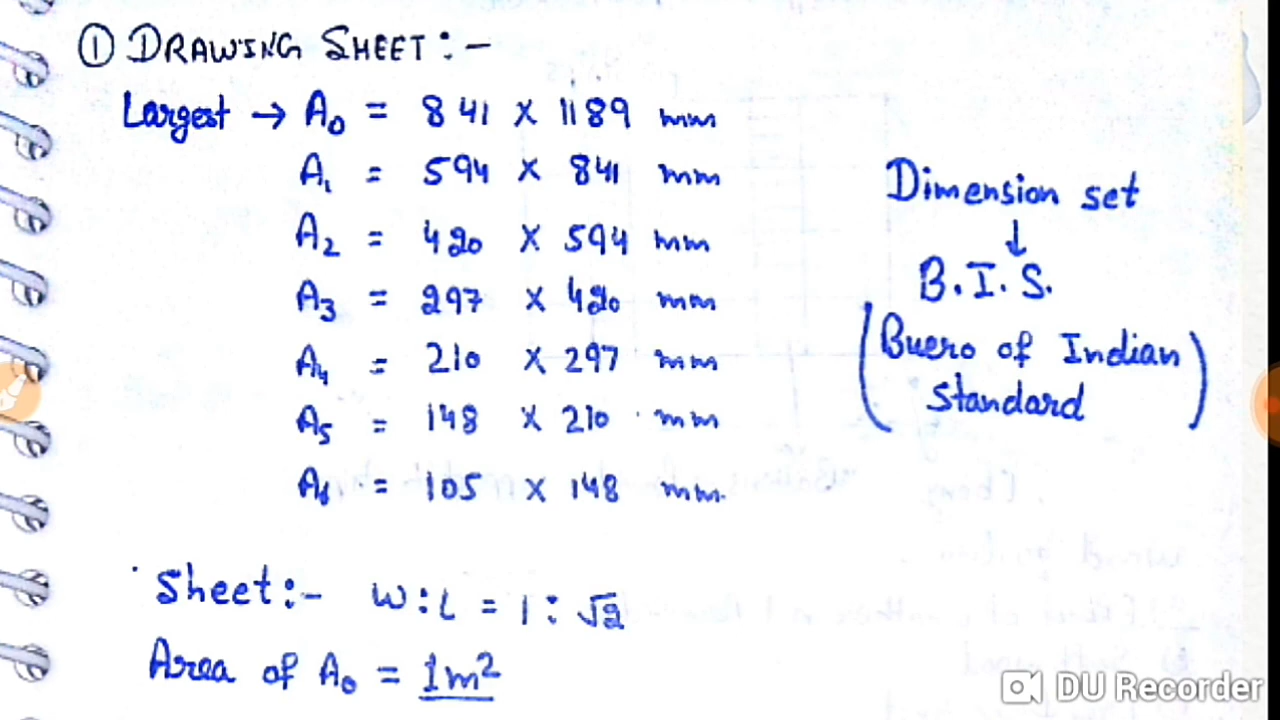 ① DRAWING SHEET :-
Largest → A₀ = 841 × 1189 mm
A₁ = 594 × 841 mm
A₂ = 420 × 594 mm
A₃ = 297 × 420 mm
A₄ = 210 × 297 mm
A₅ = 148 × 210 mm
A₆ = 105 × 148 mm.
Dimension set
↓
B.I.S.
(Buero of Indian
Standard)
Sheet :- W : L = 1 : √2
Area of A₀ = 1m²
DU Recorder